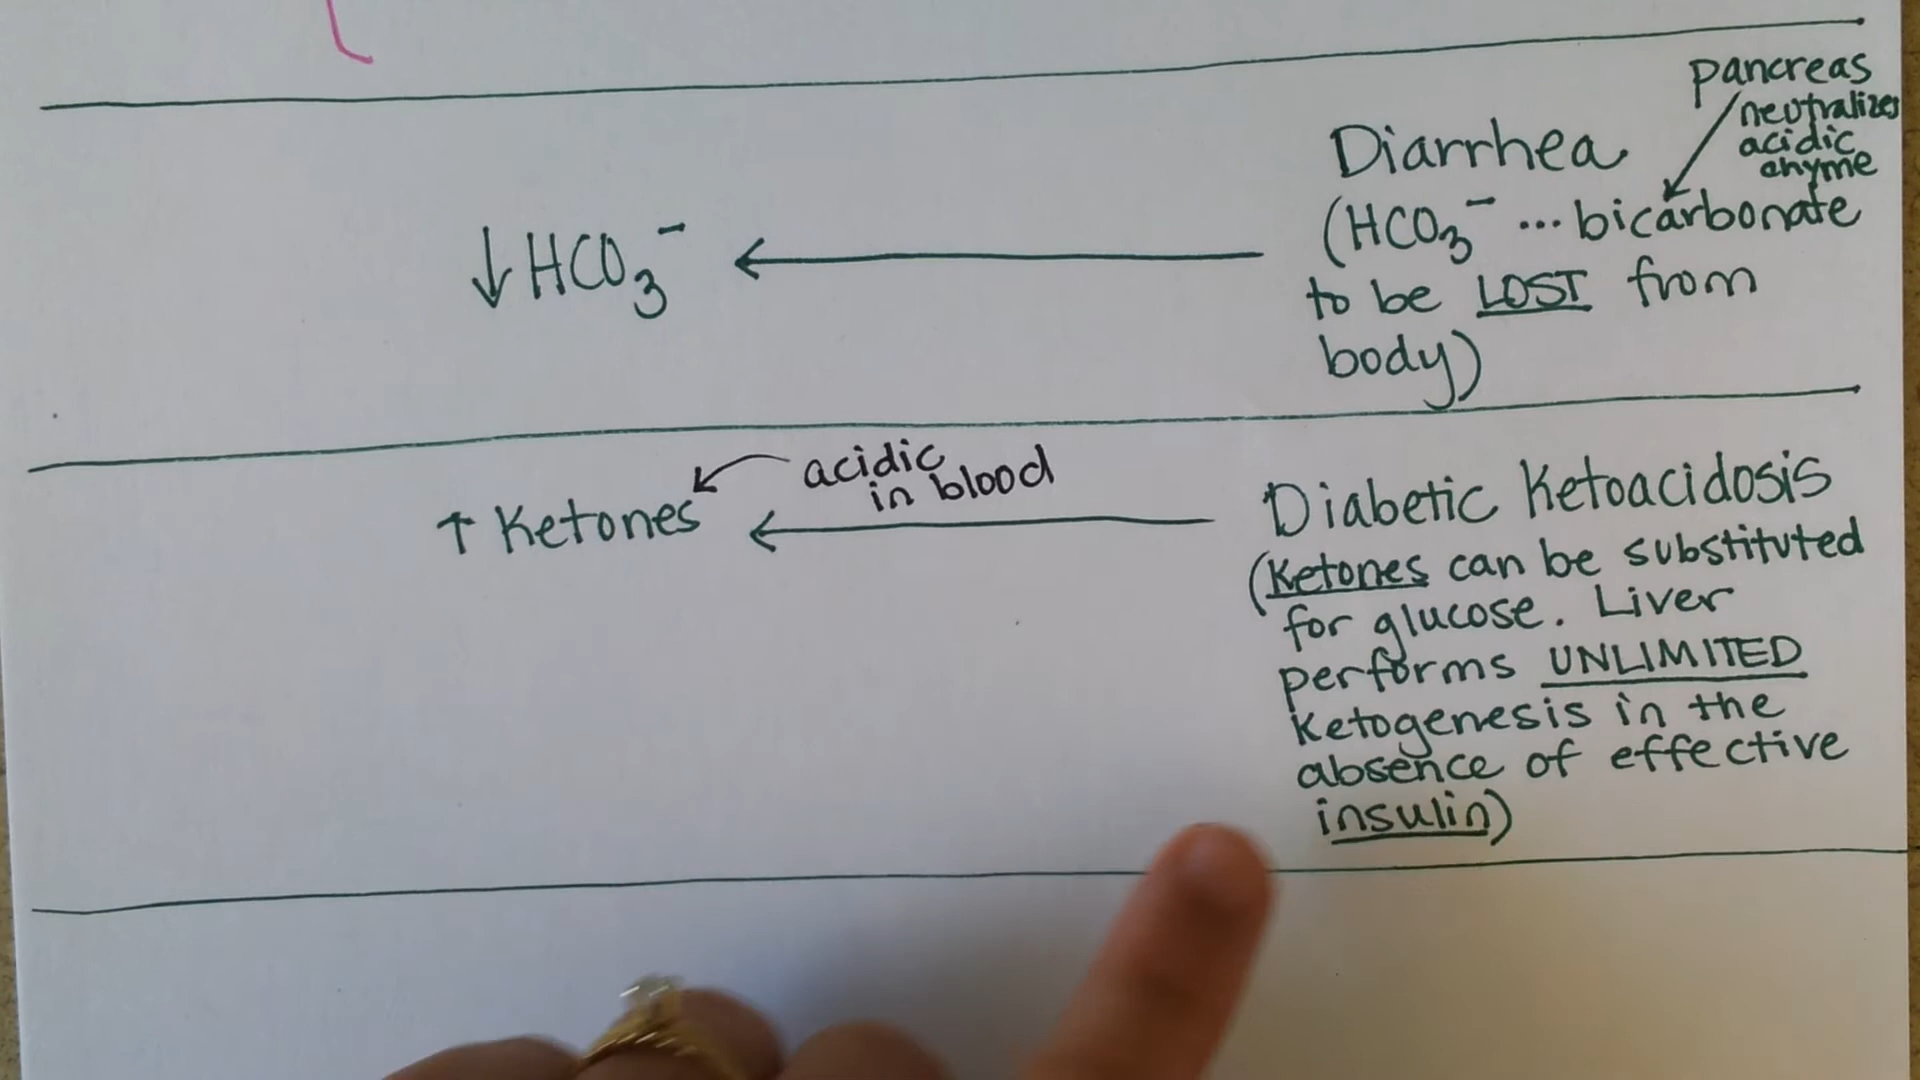 pancreas
neutralizes
acidic
chyme
Diarrhea
(HCO3⁻ ... bicarbonate
to be LOST from
body)
↓ HCO3⁻
acidic
in blood
↑ Ketones
Diabetic Ketoacidosis
(Ketones can be substituted
for glucose. Liver
performs UNLIMITED
Ketogenesis in the
absence of effective
insulin)